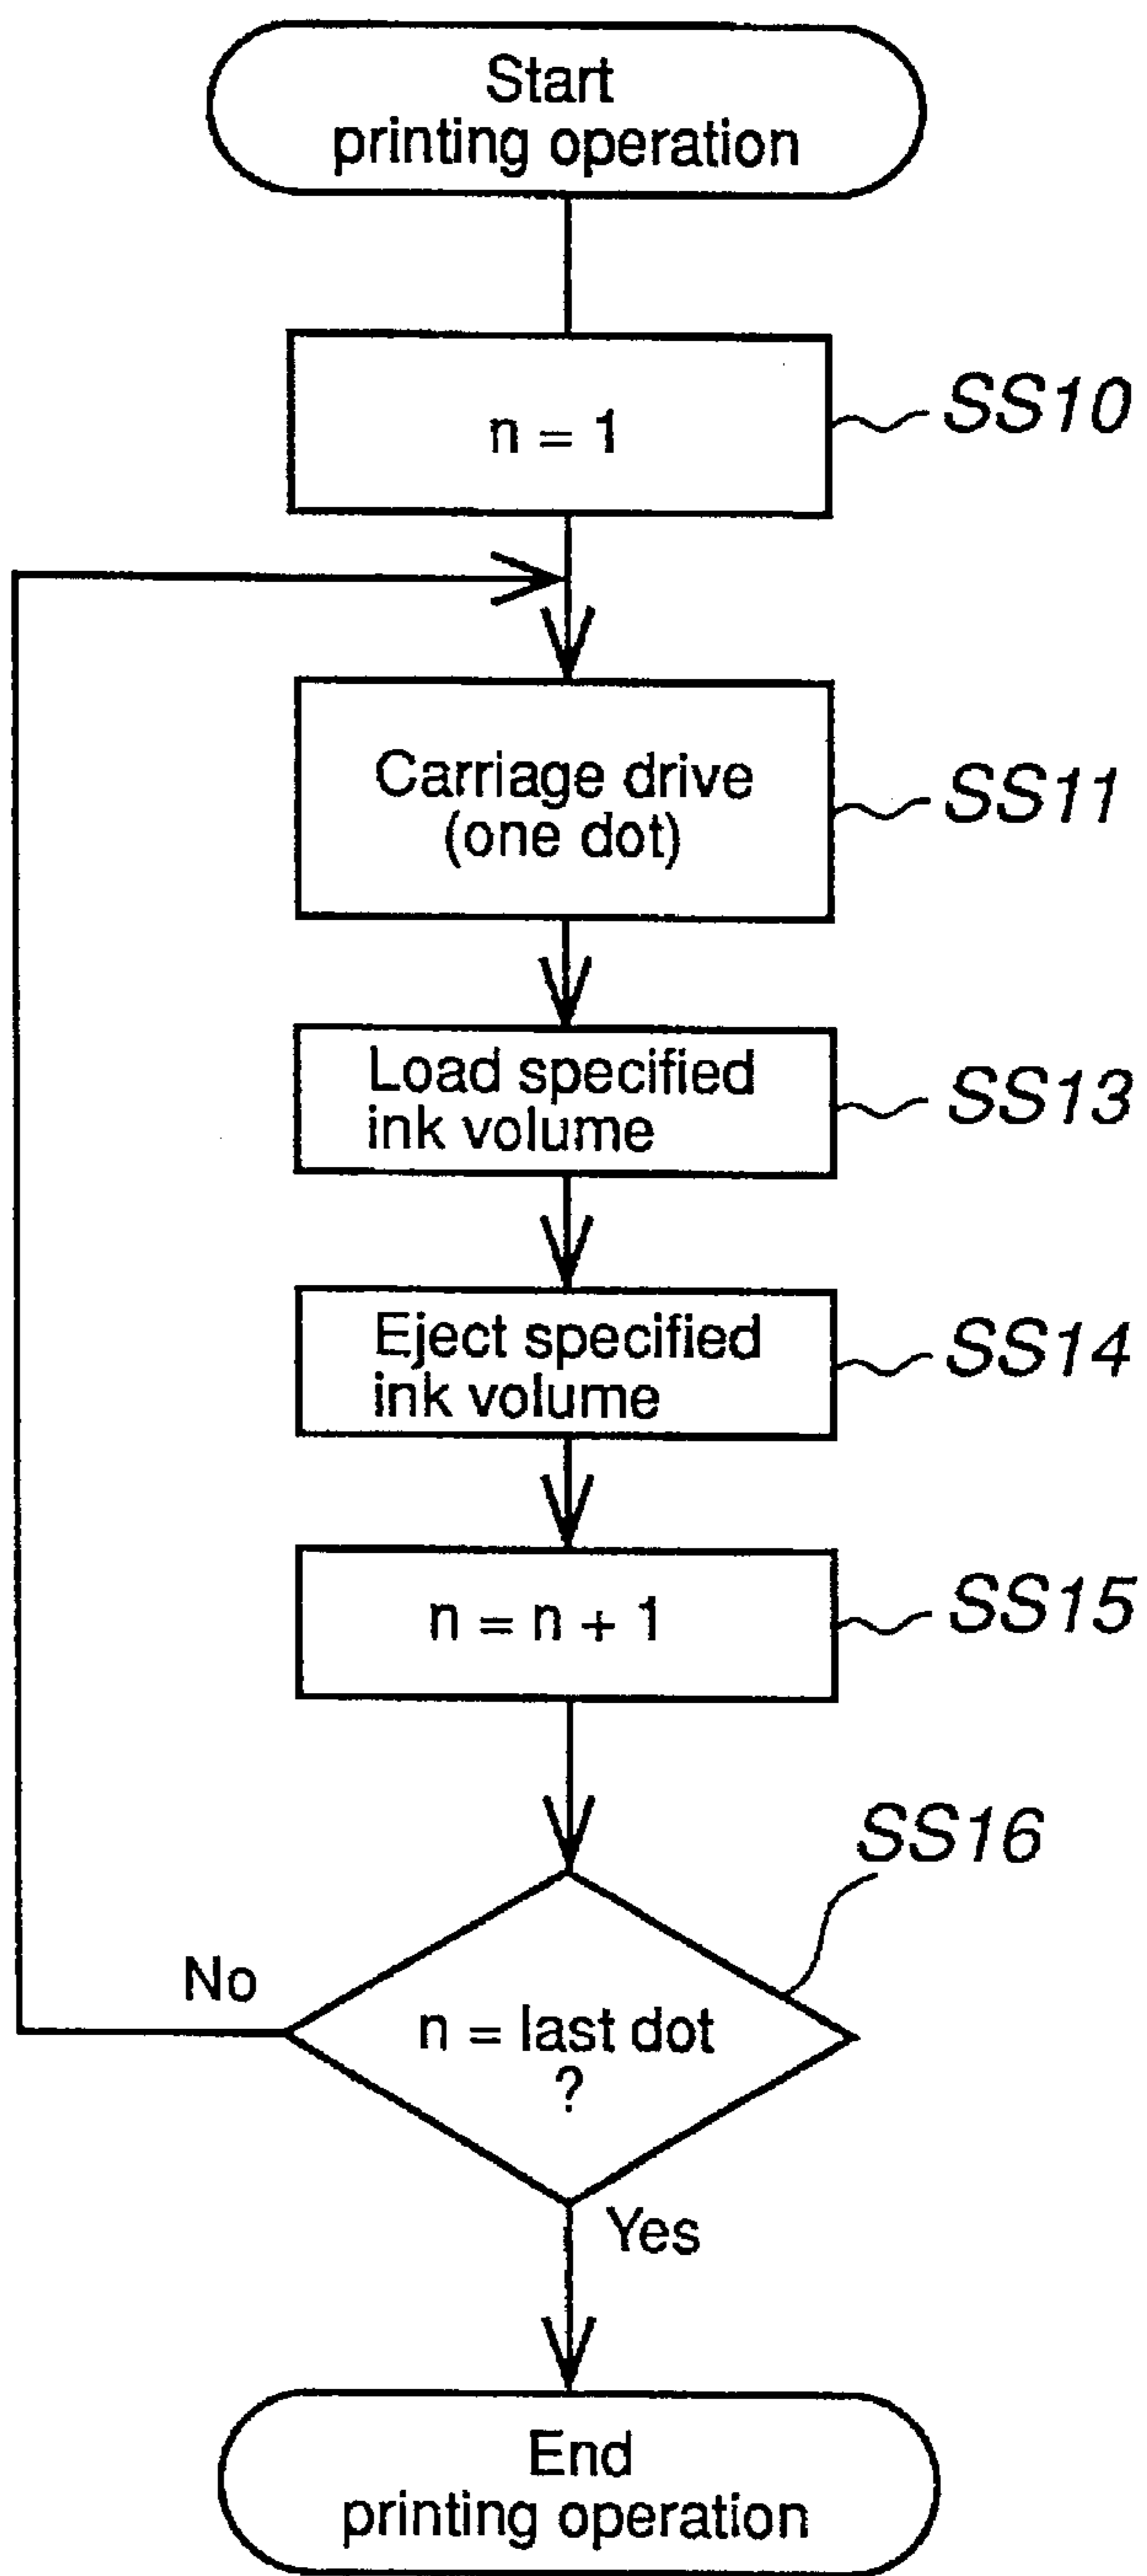 Start
printing operation
n = 1
SS10
Carriage drive
(one dot)
SS11
Load specified
ink volume
SS13
Eject specified
ink volume
SS14
n = n + 1
SS15
SS16
No
n = last dot
?
Yes
End
printing operation